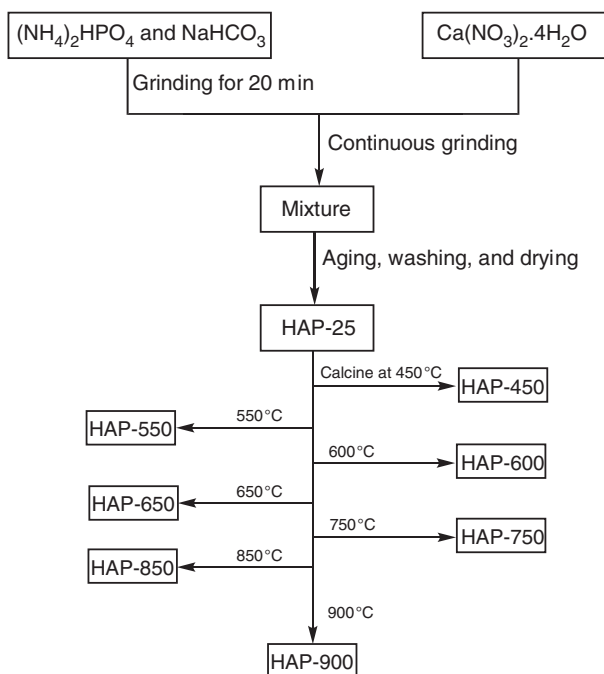 (NH₄)₂HPO₄ and NaHCO₃
Ca(NO₃)₂.4H₂O
Grinding for 20 min
Continuous grinding
Mixture
Aging, washing, and drying
HAP-25
Calcine at 450°C
HAP-450
550°C
HAP-550
600°C
HAP-600
650°C
HAP-650
750°C
HAP-750
850°C
HAP-850
900°C
HAP-900